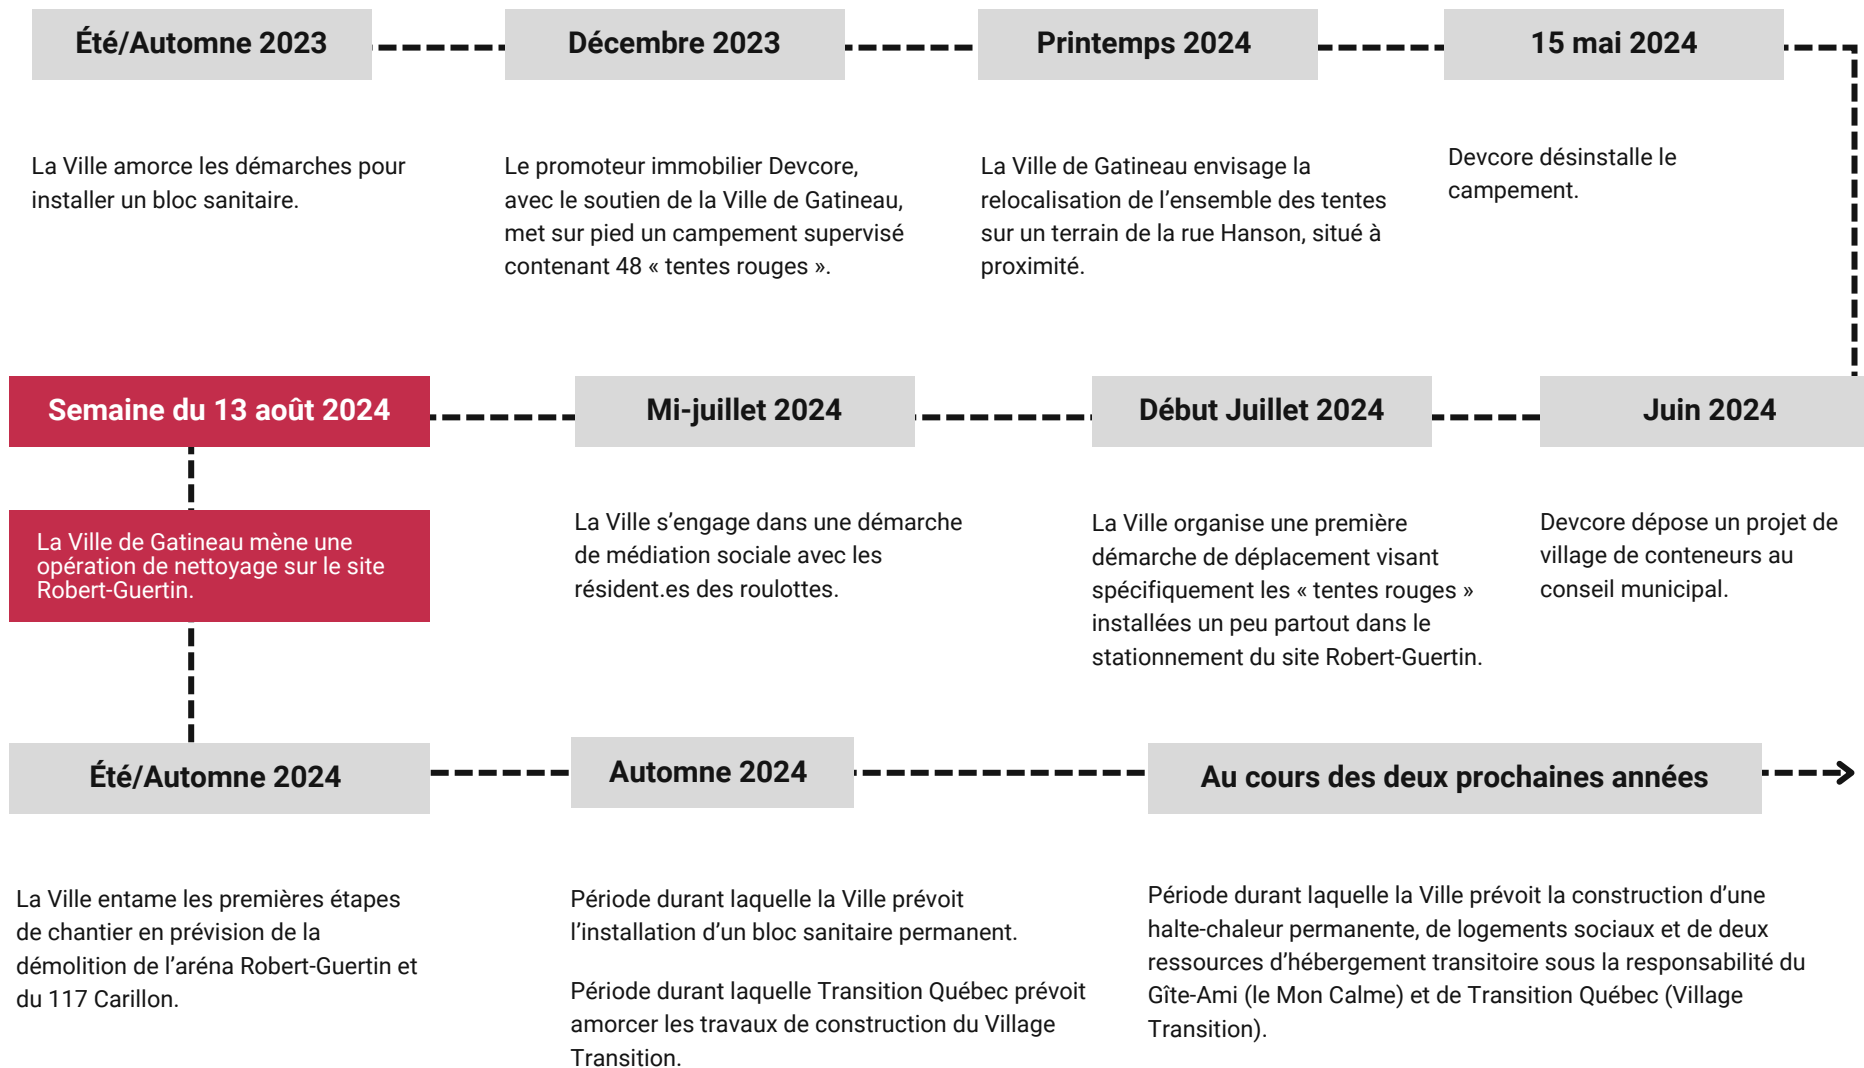 Été/Automne 2023
La Ville amorce les démarches pour
installer un bloc sanitaire.
Décembre 2023
Le promoteur immobilier Devcore,
avec le soutien de la Ville de Gatineau,
met sur pied un campement supervisé
contenant 48 « tentes rouges ».
Printemps 2024
La Ville de Gatineau envisage la
relocalisation de l’ensemble des tentes
sur un terrain de la rue Hanson, situé à
proximité.
15 mai 2024
Devcore désinstalle le
campement.
Juin 2024
Devcore dépose un projet de
village de conteneurs au
conseil municipal.
Début Juillet 2024
La Ville organise une première
démarche de déplacement visant
spécifiquement les « tentes rouges »
installées un peu partout dans le
stationnement du site Robert-Guertin.
Mi-juillet 2024
La Ville s’engage dans une démarche
de médiation sociale avec les
résident.es des roulottes.
Semaine du 13 août 2024
La Ville de Gatineau mène une
opération de nettoyage sur le site
Robert-Guertin.
Été/Automne 2024
La Ville entame les premières étapes
de chantier en prévision de la
démolition de l’aréna Robert-Guertin et
du 117 Carillon.
Automne 2024
Période durant laquelle la Ville prévoit
l’installation d’un bloc sanitaire permanent.
Période durant laquelle Transition Québec prévoit
amorcer les travaux de construction du Village
Transition.
Au cours des deux prochaines années
Période durant laquelle la Ville prévoit la construction d’une
halte-chaleur permanente, de logements sociaux et de deux
ressources d’hébergement transitoire sous la responsabilité du
Gîte-Ami (le Mon Calme) et de Transition Québec (Village
Transition).